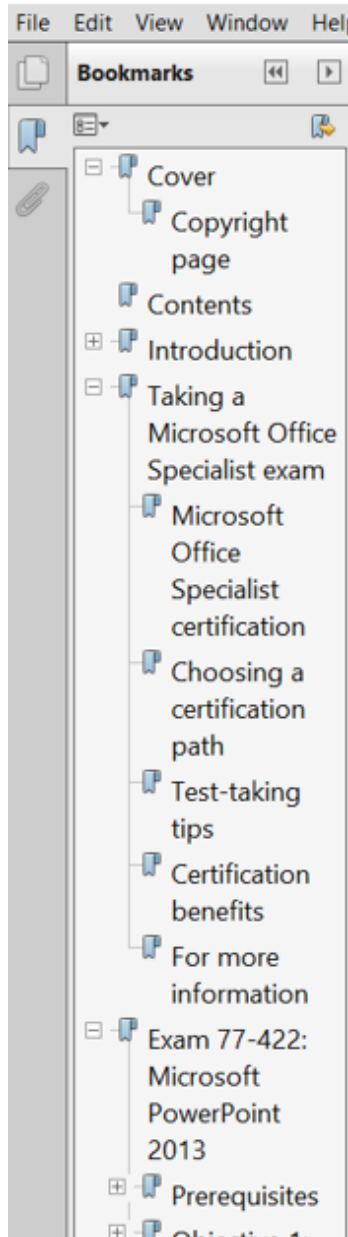 File Edit View Window Help
Bookmarks
Cover
Copyright
page
Contents
Introduction
Taking a
Microsoft Office
Specialist exam
Microsoft
Office
Specialist
certification
Choosing a
certification
path
Test-taking
tips
Certification
benefits
For more
information
Exam 77-422:
Microsoft
PowerPoint
2013
Prerequisites
Objective 1: